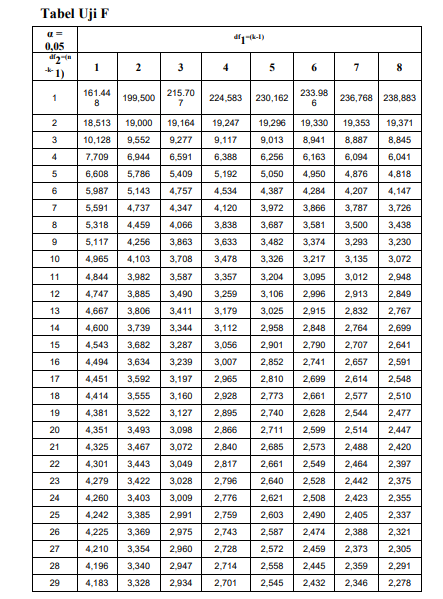 Tabel Uji F
α = 0,05 df1=(k-1)
df2=(n-k-1) 1 2 3 4 5 6 7 8
1 161.448 199,500 215.707 224,583 230,162 233.986 236,768 238,883
2 18,513 19,000 19,164 19,247 19,296 19,330 19,353 19,371
3 10,128 9,552 9,277 9,117 9,013 8,941 8,887 8,845
4 7,709 6,944 6,591 6,388 6,256 6,163 6,094 6,041
5 6,608 5,786 5,409 5,192 5,050 4,950 4,876 4,818
6 5,987 5,143 4,757 4,534 4,387 4,284 4,207 4,147
7 5,591 4,737 4,347 4,120 3,972 3,866 3,787 3,726
8 5,318 4,459 4,066 3,838 3,687 3,581 3,500 3,438
9 5,117 4,256 3,863 3,633 3,482 3,374 3,293 3,230
10 4,965 4,103 3,708 3,478 3,326 3,217 3,135 3,072
11 4,844 3,982 3,587 3,357 3,204 3,095 3,012 2,948
12 4,747 3,885 3,490 3,259 3,106 2,996 2,913 2,849
13 4,667 3,806 3,411 3,179 3,025 2,915 2,832 2,767
14 4,600 3,739 3,344 3,112 2,958 2,848 2,764 2,699
15 4,543 3,682 3,287 3,056 2,901 2,790 2,707 2,641
16 4,494 3,634 3,239 3,007 2,852 2,741 2,657 2,591
17 4,451 3,592 3,197 2,965 2,810 2,699 2,614 2,548
18 4,414 3,555 3,160 2,928 2,773 2,661 2,577 2,510
19 4,381 3,522 3,127 2,895 2,740 2,628 2,544 2,477
20 4,351 3,493 3,098 2,866 2,711 2,599 2,514 2,447
21 4,325 3,467 3,072 2,840 2,685 2,573 2,488 2,420
22 4,301 3,443 3,049 2,817 2,661 2,549 2,464 2,397
23 4,279 3,422 3,028 2,796 2,640 2,528 2,442 2,375
24 4,260 3,403 3,009 2,776 2,621 2,508 2,423 2,355
25 4,242 3,385 2,991 2,759 2,603 2,490 2,405 2,337
26 4,225 3,369 2,975 2,743 2,587 2,474 2,388 2,321
27 4,210 3,354 2,960 2,728 2,572 2,459 2,373 2,305
28 4,196 3,340 2,947 2,714 2,558 2,445 2,359 2,291
29 4,183 3,328 2,934 2,701 2,545 2,432 2,346 2,278